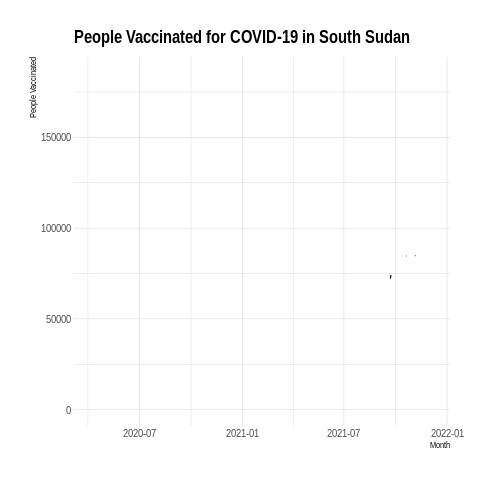 People Vaccinated for COVID-19 in South Sudan
People Vaccinated
150000
100000
50000
0
2020-07 2021-01 2021-07 2022-01
Month